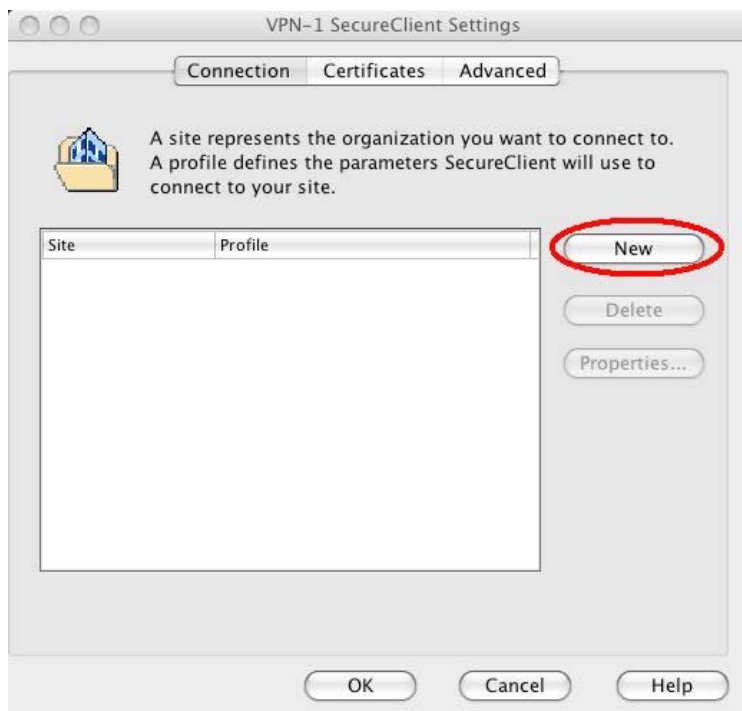 VPN-1 SecureClient Settings
Connection Certificates Advanced
A site represents the organization you want to connect to.
A profile defines the parameters SecureClient will use to
connect to your site.
Site Profile
New
Delete
Properties...
OK Cancel Help